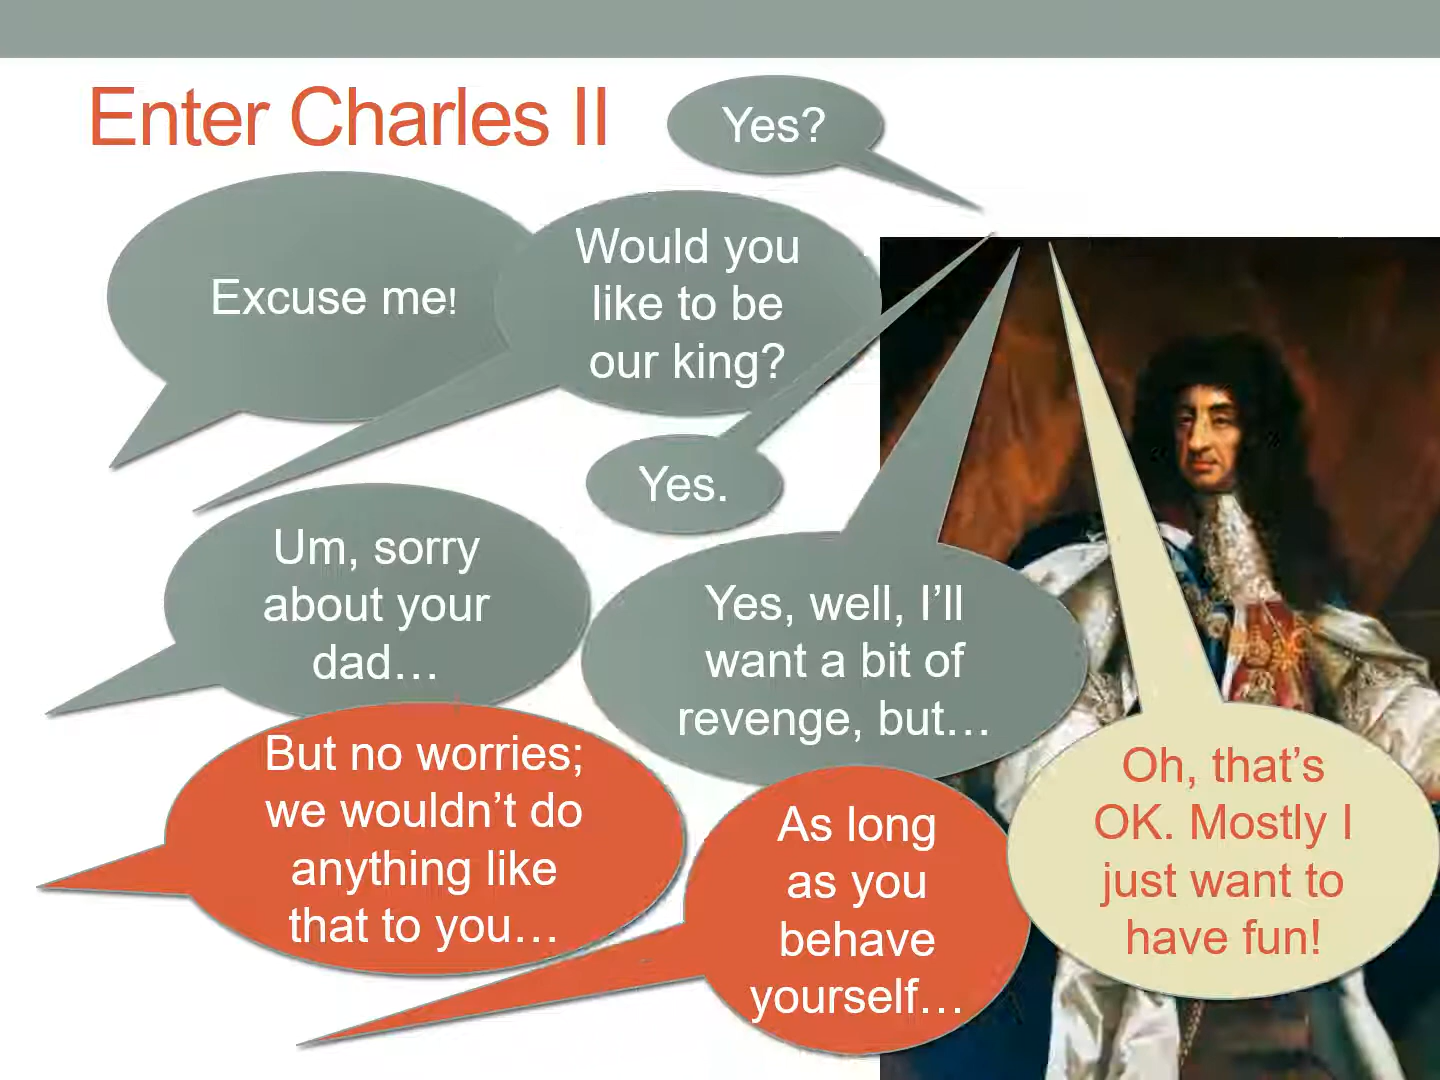 Enter Charles II
Yes?
Excuse me!
Would you
like to be
our king?
Yes.
Um, sorry
about your
dad…
Yes, well, I’ll
want a bit of
revenge, but…
But no worries;
we wouldn’t do
anything like
that to you…
As long
as you
behave
yourself…
Oh, that’s
OK. Mostly I
just want to
have fun!